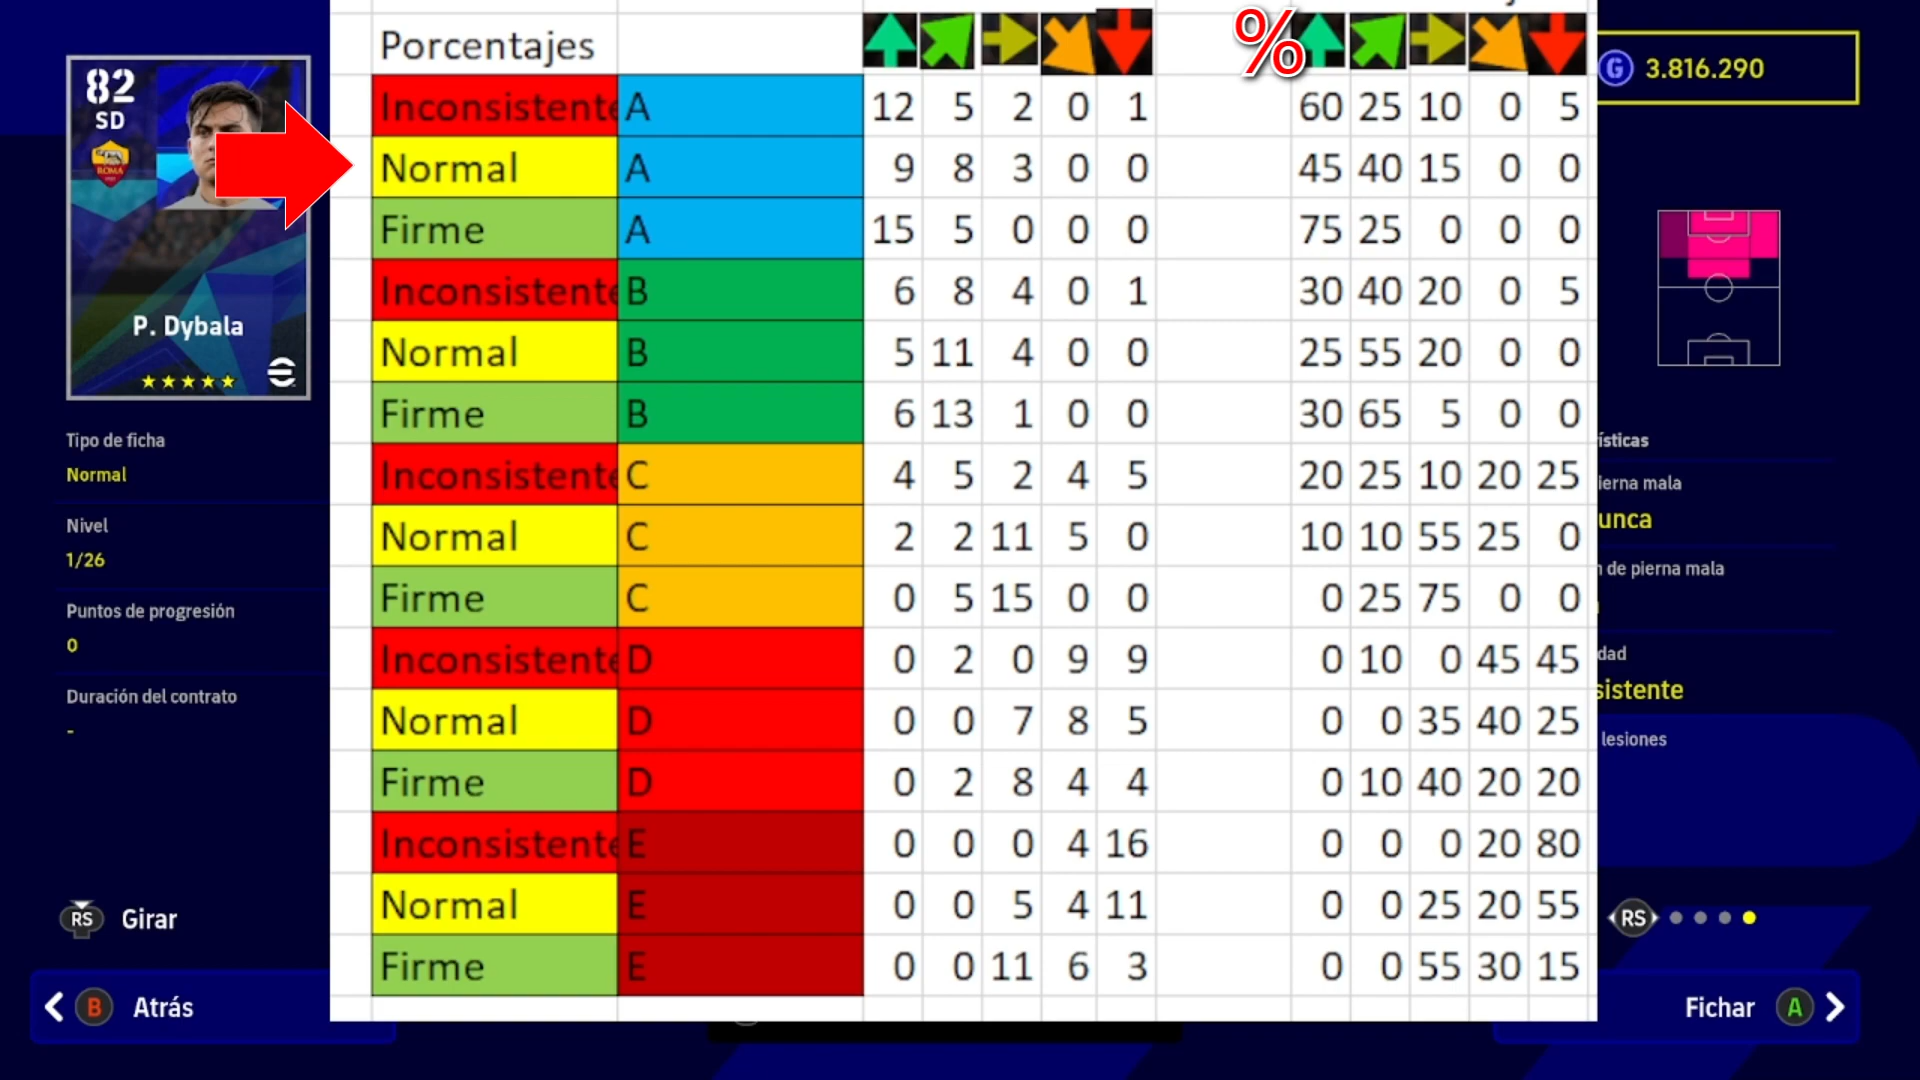 Porcentajes
%
Inconsistente A 12 5 2 0 1 60 25 10 0 5
Normal A 9 8 3 0 0 45 40 15 0 0
Firme A 15 5 0 0 0 75 25 0 0 0
Inconsistente B 6 8 4 0 1 30 40 20 0 5
Normal B 5 11 4 0 0 25 55 20 0 0
Firme B 6 13 1 0 0 30 65 5 0 0
Inconsistente C 4 5 2 4 5 20 25 10 20 25
Normal C 2 2 11 5 0 10 10 55 25 0
Firme C 0 5 15 0 0 0 25 75 0 0
Inconsistente D 0 2 0 9 9 0 10 0 45 45
Normal D 0 0 7 8 5 0 0 35 40 25
Firme D 0 2 8 4 4 0 10 40 20 20
Inconsistente E 0 0 0 4 16 0 0 0 20 80
Normal E 0 0 5 4 11 0 0 25 20 55
Firme E 0 0 11 6 3 0 0 55 30 15
82
SD
ROMA
P. Dybala
Tipo de ficha
Normal
Nivel
1/26
Puntos de progresión
0
Duración del contrato
-
RS Girar
B Atrás
G 3.816.290
ísticas
ierna mala
unca
n de pierna mala
dad
sistente
lesiones
RS
Fichar A